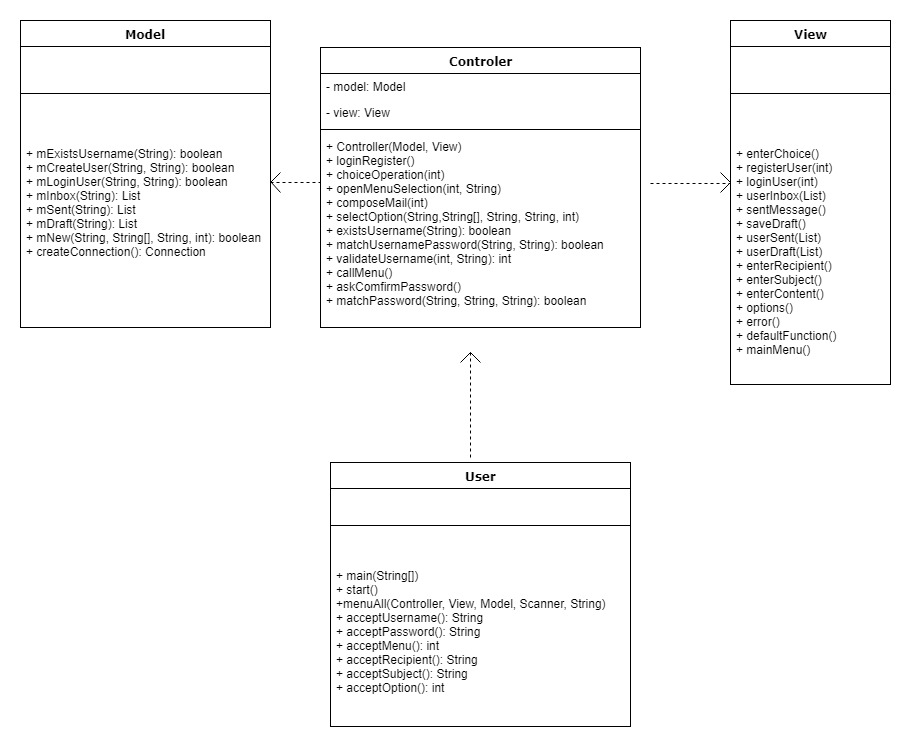 Model
+ mExistsUsername(String): boolean
+ mCreateUser(String, String): boolean
+ mLoginUser(String, String): boolean
+ mInbox(String): List
+ mSent(String): List
+ mDraft(String): List
+ mNew(String, String[], String, int): boolean
+ createConnection(): Connection
Controler
- model: Model
- view: View
+ Controller(Model, View)
+ loginRegister()
+ choiceOperation(int)
+ openMenuSelection(int, String)
+ composeMail(int)
+ selectOption(String,String[], String, String, int)
+ existsUsername(String): boolean
+ matchUsernamePassword(String, String): boolean
+ validateUsername(int, String): int
+ callMenu()
+ askComfirmPassword()
+ matchPassword(String, String, String): boolean
View
+ enterChoice()
+ registerUser(int)
+ loginUser(int)
+ userInbox(List)
+ sentMessage()
+ saveDraft()
+ userSent(List)
+ userDraft(List)
+ enterRecipient()
+ enterSubject()
+ enterContent()
+ options()
+ error()
+ defaultFunction()
+ mainMenu()
User
+ main(String[])
+ start()
+menuAll(Controller, View, Model, Scanner, String)
+ acceptUsername(): String
+ acceptPassword(): String
+ acceptMenu(): int
+ acceptRecipient(): String
+ acceptSubject(): String
+ acceptOption(): int